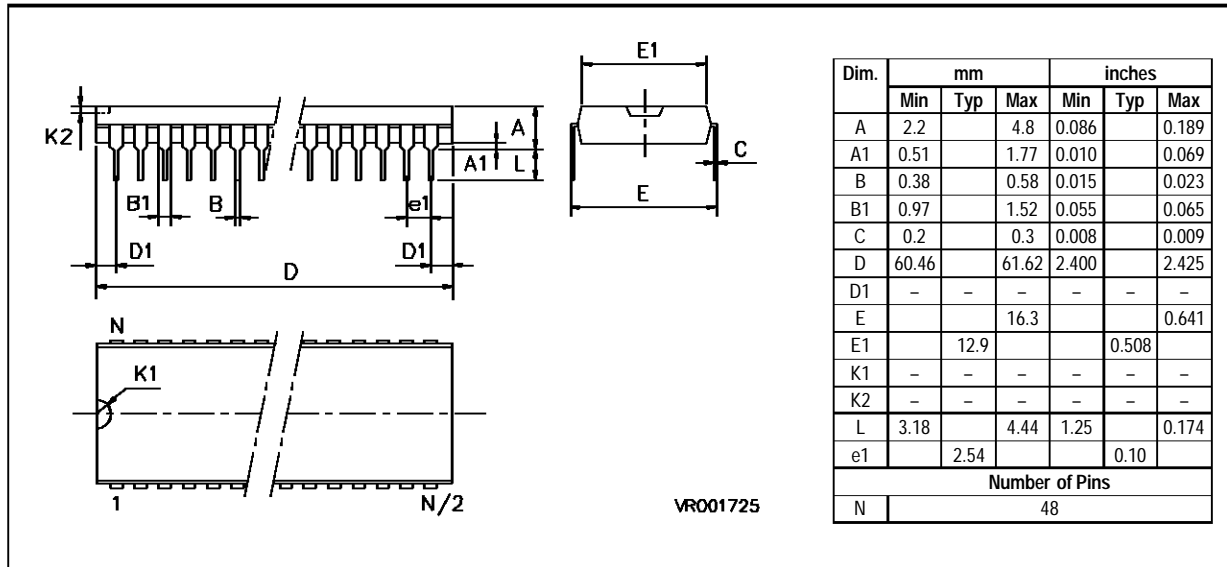 E1
K2
A
A1
L
C
B1
B
e1
E
D1
D1
D
N
K1
1
N/2
VR001725
Dim. mm inches
Min Typ Max Min Typ Max
A 2.2 4.8 0.086 0.189
A1 0.51 1.77 0.010 0.069
B 0.38 0.58 0.015 0.023
B1 0.97 1.52 0.055 0.065
C 0.2 0.3 0.008 0.009
D 60.46 61.62 2.400 2.425
D1 – – – – – –
E 16.3 0.641
E1 12.9 0.508
K1 – – – – – –
K2 – – – – – –
L 3.18 4.44 1.25 0.174
e1 2.54 0.10
Number of Pins
N 48